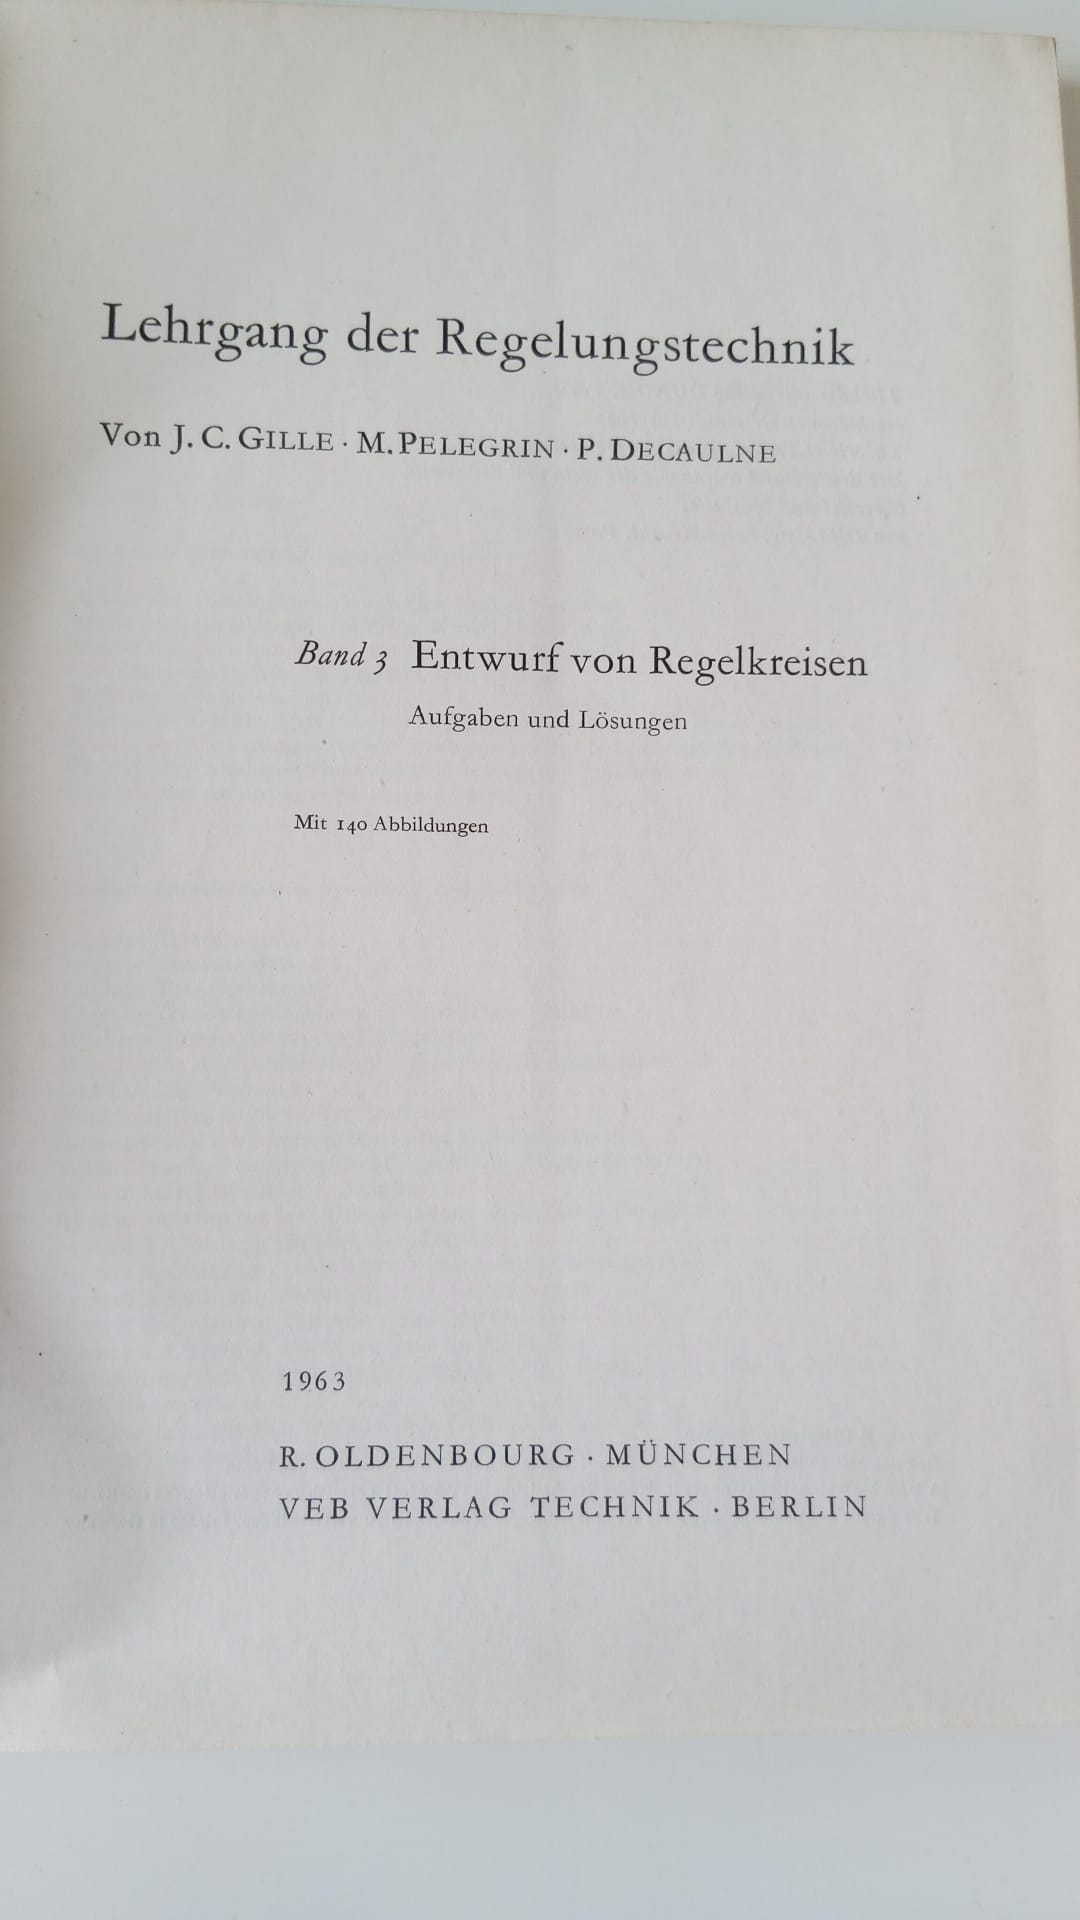 Lehrgang der Regelungstechnik
Von J. C. GILLE · M. PELEGRIN · P. DECAULNE
Band 3 Entwurf von Regelkreisen
Aufgaben und Lösungen
Mit 140 Abbildungen
1963
R. OLDENBOURG · MÜNCHEN
VEB VERLAG TECHNIK · BERLIN